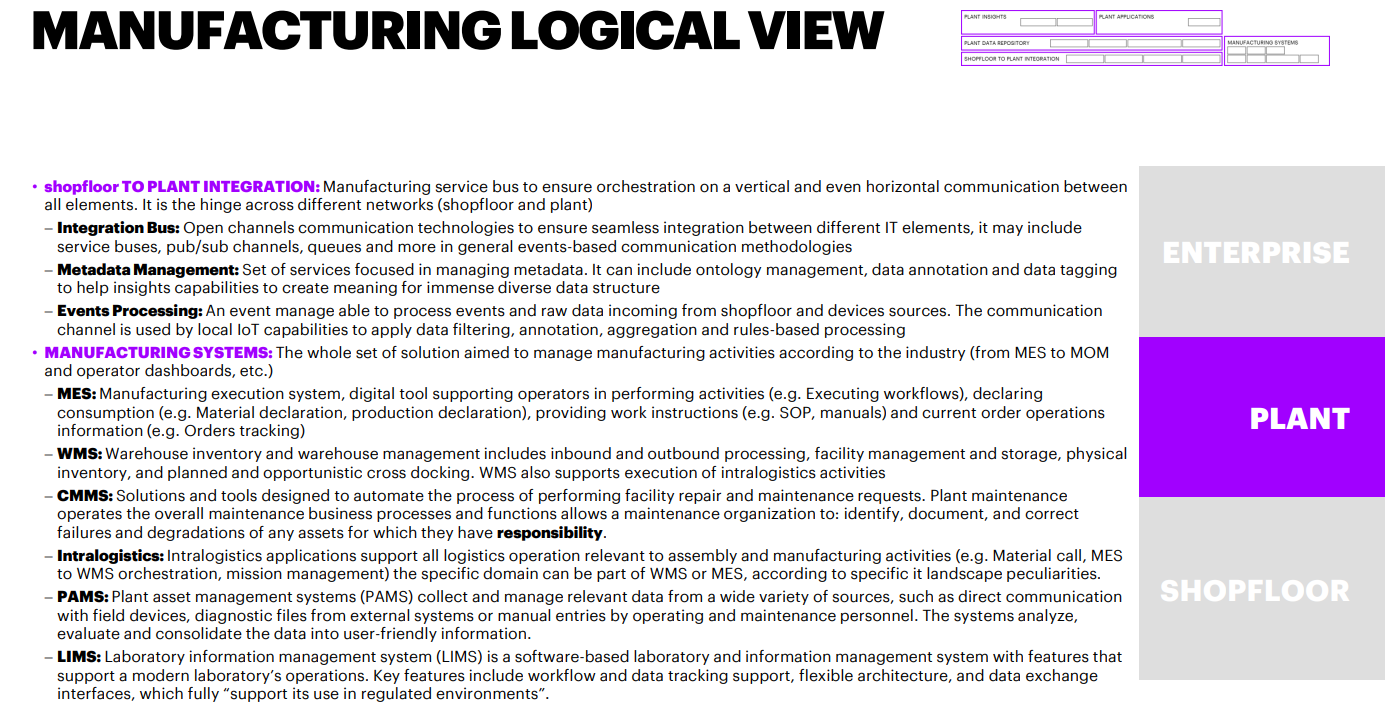 MANUFACTURING LOGICAL VIEW
PLANT INSIGHTS
PLANT APPLICATIONS
PLANT DATA REPOSITORY
MANUFACTURING SYSTEMS
SHOPFLOOR TO PLANT INTEGRATION
• shopfloor TO PLANT INTEGRATION: Manufacturing service bus to ensure orchestration on a vertical and even horizontal communication between
all elements. It is the hinge across different networks (shopfloor and plant)
– Integration Bus: Open channels communication technologies to ensure seamless integration between different IT elements, it may include
service buses, pub/sub channels, queues and more in general events-based communication methodologies
– Metadata Management: Set of services focused in managing metadata. It can include ontology management, data annotation and data tagging
to help insights capabilities to create meaning for immense diverse data structure
– Events Processing: An event manage able to process events and raw data incoming from shopfloor and devices sources. The communication
channel is used by local IoT capabilities to apply data filtering, annotation, aggregation and rules-based processing
• MANUFACTURING SYSTEMS: The whole set of solution aimed to manage manufacturing activities according to the industry (from MES to MOM
and operator dashboards, etc.)
– MES: Manufacturing execution system, digital tool supporting operators in performing activities (e.g. Executing workflows), declaring
consumption (e.g. Material declaration, production declaration), providing work instructions (e.g. SOP, manuals) and current order operations
information (e.g. Orders tracking)
– WMS: Warehouse inventory and warehouse management includes inbound and outbound processing, facility management and storage, physical
inventory, and planned and opportunistic cross docking. WMS also supports execution of intralogistics activities
– CMMS: Solutions and tools designed to automate the process of performing facility repair and maintenance requests. Plant maintenance
operates the overall maintenance business processes and functions allows a maintenance organization to: identify, document, and correct
failures and degradations of any assets for which they have responsibility.
– Intralogistics: Intralogistics applications support all logistics operation relevant to assembly and manufacturing activities (e.g. Material call, MES
to WMS orchestration, mission management) the specific domain can be part of WMS or MES, according to specific it landscape peculiarities.
– PAMS: Plant asset management systems (PAMS) collect and manage relevant data from a wide variety of sources, such as direct communication
with field devices, diagnostic files from external systems or manual entries by operating and maintenance personnel. The systems analyze,
evaluate and consolidate the data into user-friendly information.
– LIMS: Laboratory information management system (LIMS) is a software-based laboratory and information management system with features that
support a modern laboratory's operations. Key features include workflow and data tracking support, flexible architecture, and data exchange
interfaces, which fully “support its use in regulated environments”.
ENTERPRISE
PLANT
SHOPFLOOR